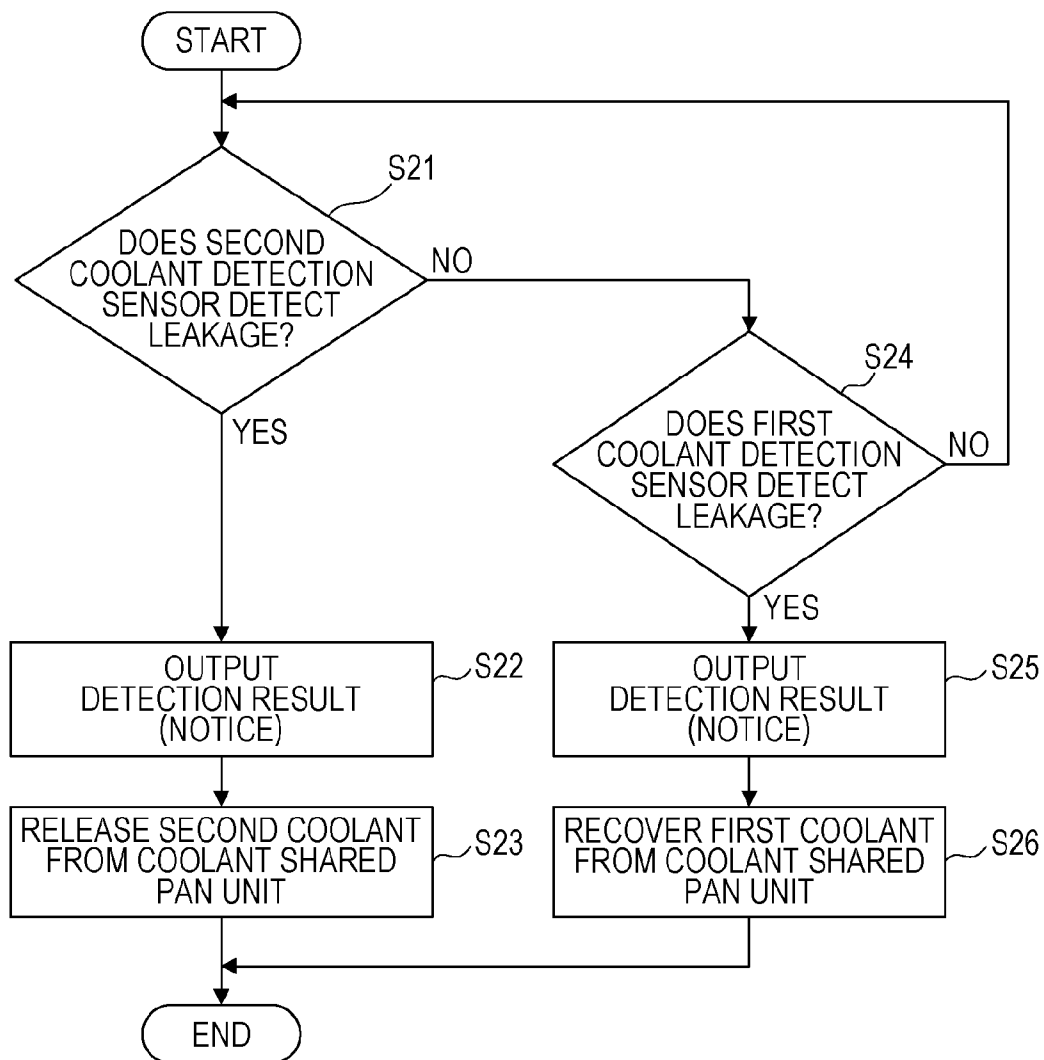 START
S21
DOES SECOND
COOLANT DETECTION
SENSOR DETECT
LEAKAGE?
NO
YES
S24
DOES FIRST
COOLANT DETECTION
SENSOR DETECT
LEAKAGE?
NO
YES
OUTPUT
DETECTION RESULT
(NOTICE)
S22
OUTPUT
DETECTION RESULT
(NOTICE)
S25
RELEASE SECOND COOLANT
FROM COOLANT SHARED
PAN UNIT
S23
RECOVER FIRST COOLANT
FROM COOLANT SHARED
PAN UNIT
S26
END